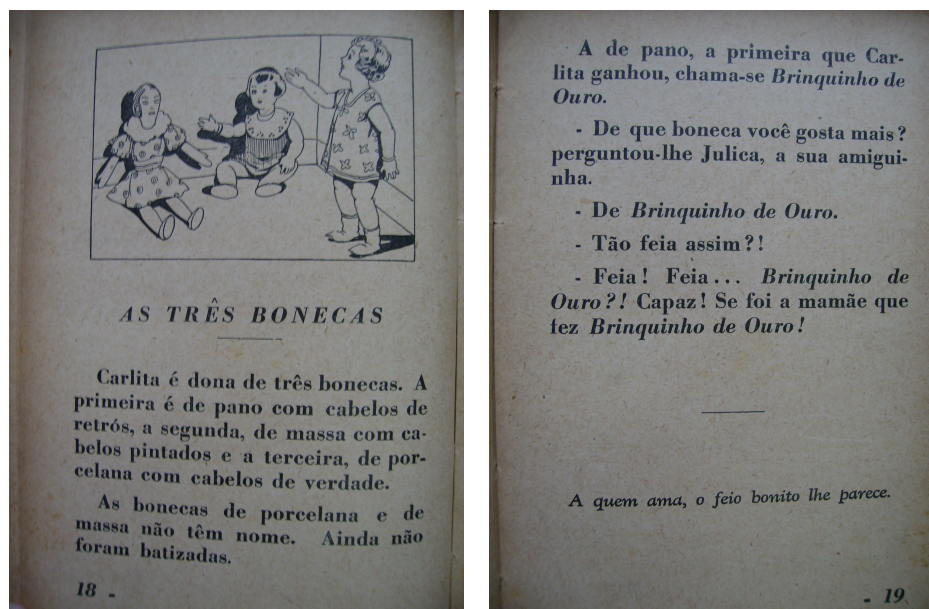 AS TRÊS BONECAS
Carlita é dona de três bonecas. A
primeira é de pano com cabelos de
retrós, a segunda, de massa com ca-
belos pintados e a terceira, de por-
celana com cabelos de verdade.
As bonecas de porcelana e de
massa não têm nome. Ainda não
foram batizadas.
18 -
A de pano, a primeira que Car-
lita ganhou, chama-se Brinquinho de
Ouro.
- De que boneca você gosta mais?
perguntou-lhe Julica, a sua amigui-
nha.
- De Brinquinho de Ouro.
- Tão feia assim?!
- Feia! Feia... Brinquinho de
Ouro?! Capaz! Se foi a mamãe que
fez Brinquinho de Ouro!
A quem ama, o feio bonito lhe parece.
- 19